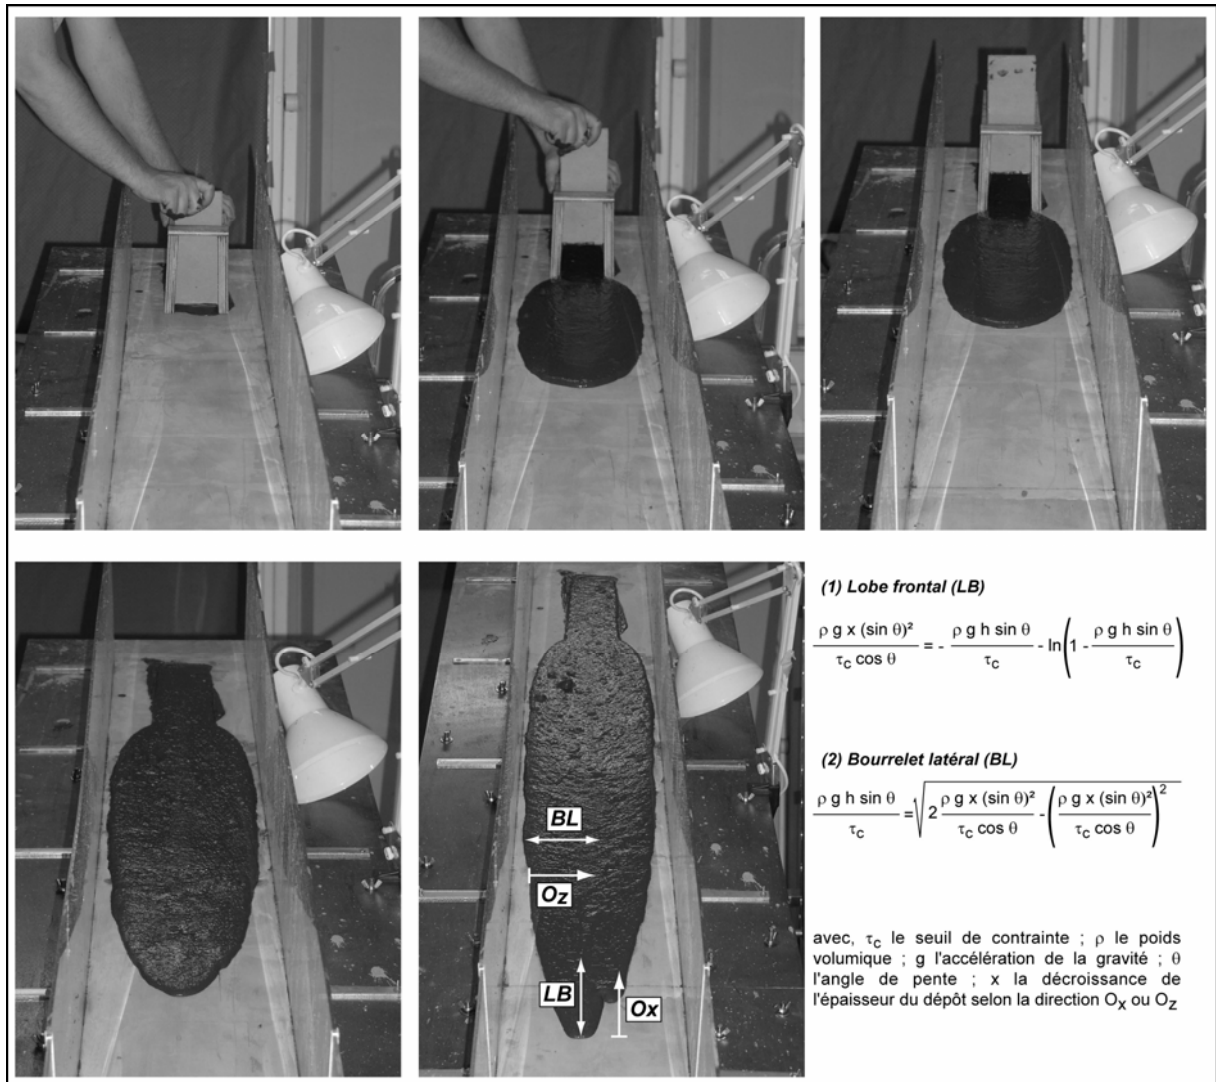 (1) Lobe frontal (LB)
ρ g x (sin θ)² / τc cos θ = - ρ g h sin θ / τc - ln(1 - ρ g h sin θ / τc)
(2) Bourrelet latéral (BL)
ρ g h sin θ / τc = √(2 ρ g x (sin θ)² / τc cos θ - (ρ g x (sin θ)² / τc cos θ)²)
BL
Oz
LB
Ox
avec, τc le seuil de contrainte ; ρ le poids
volumique ; g l'accélération de la gravité ; θ
l'angle de pente ; x la décroissance de
l'épaisseur du dépôt selon la direction Ox ou Oz